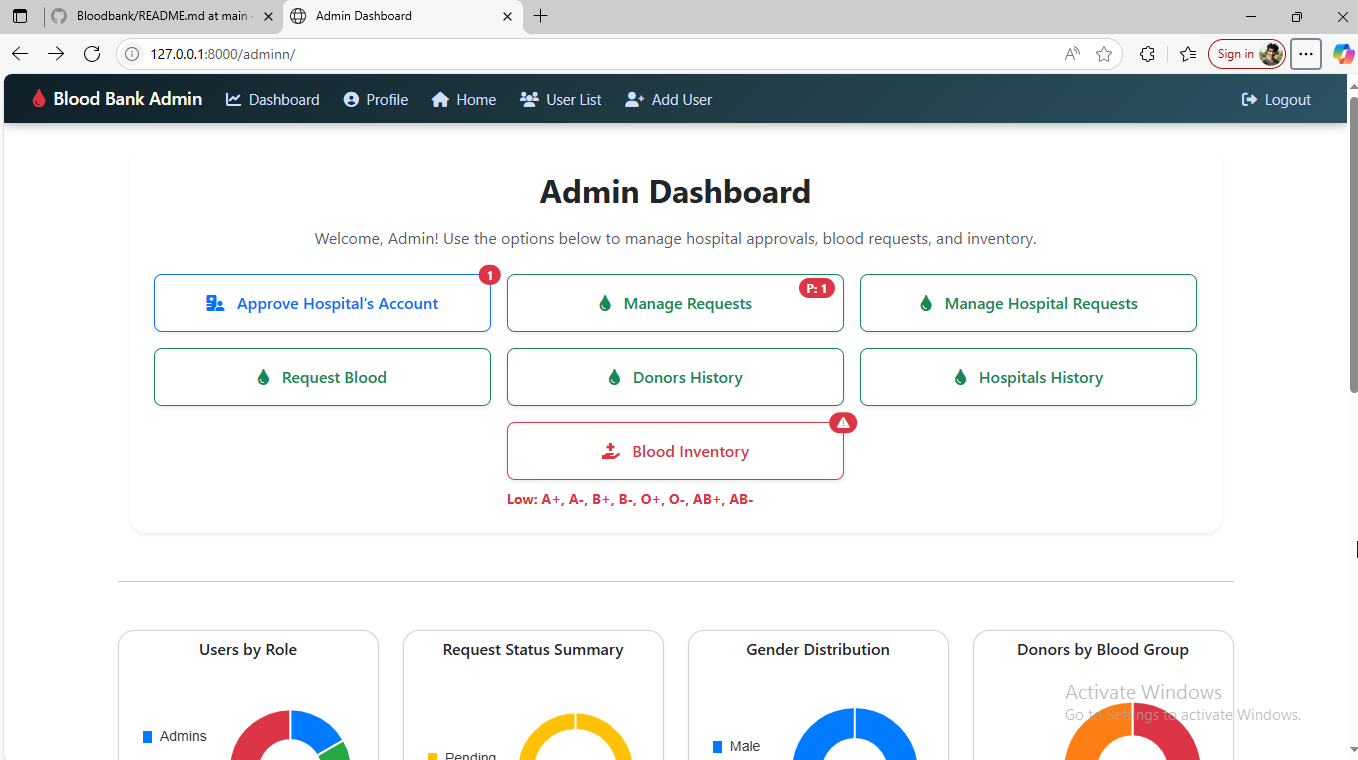 Bloodbank/README.md at main
Admin Dashboard
127.0.0.1:8000/adminn/
Sign in
Blood Bank Admin
Dashboard
Profile
Home
User List
Add User
Logout
Admin Dashboard
Welcome, Admin! Use the options below to manage hospital approvals, blood requests, and inventory.
1
Approve Hospital's Account
P: 1
Manage Requests
Manage Hospital Requests
Request Blood
Donors History
Hospitals History
Blood Inventory
Low: A+, A-, B+, B-, O+, O-, AB+, AB-
Users by Role
Request Status Summary
Gender Distribution
Donors by Blood Group
Admins
Pending
Male
Activate Windows
Go to Settings to activate Windows.